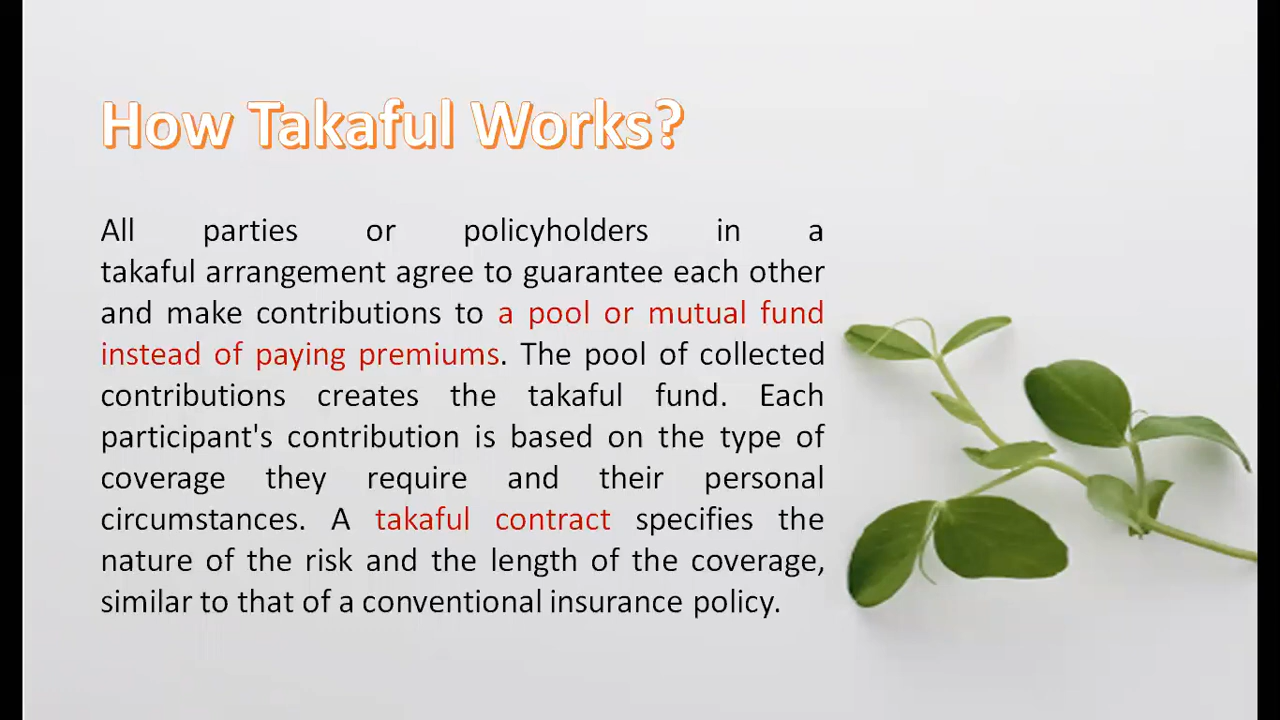 How Takaful Works?
All parties or policyholders in a
takaful arrangement agree to guarantee each other
and make contributions to a pool or mutual fund
instead of paying premiums. The pool of collected
contributions creates the takaful fund. Each
participant's contribution is based on the type of
coverage they require and their personal
circumstances. A takaful contract specifies the
nature of the risk and the length of the coverage,
similar to that of a conventional insurance policy.